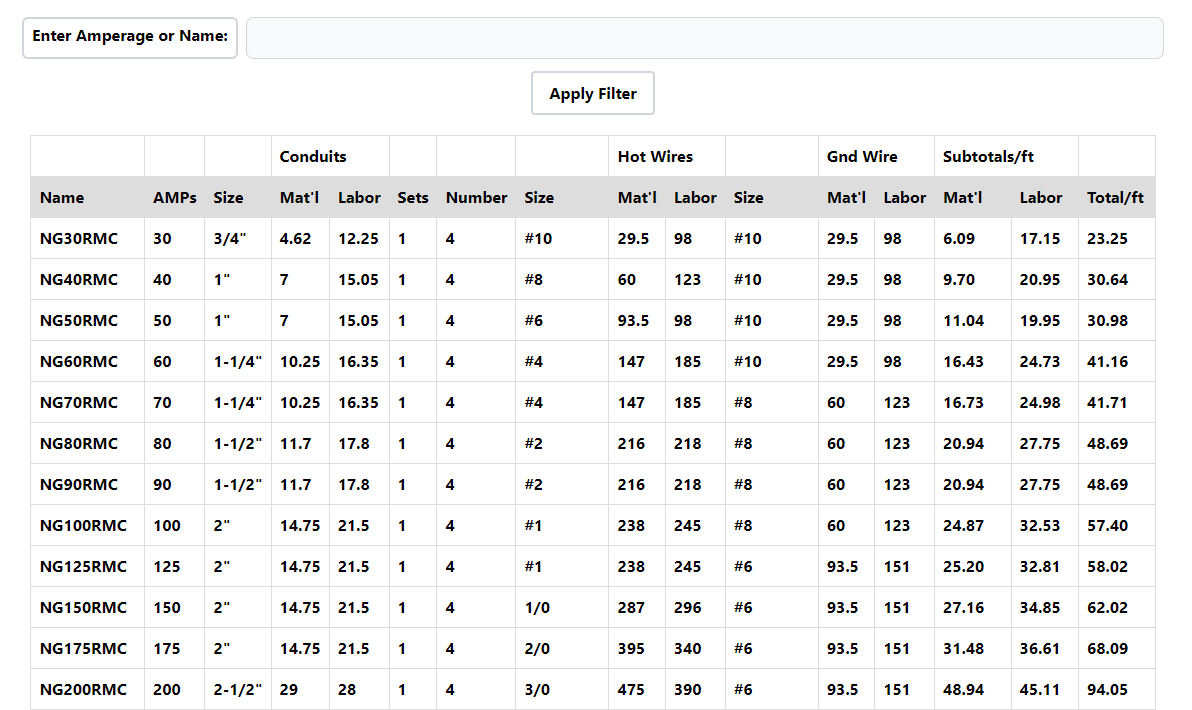 Enter Amperage or Name:
Apply Filter
Conduits Hot Wires Gnd Wire Subtotals/ft
Name AMPs Size Mat'l Labor Sets Number Size Mat'l Labor Size Mat'l Labor Mat'l Labor Total/ft
NG30RMC 30 3/4" 4.62 12.25 1 4 #10 29.5 98 #10 29.5 98 6.09 17.15 23.25
NG40RMC 40 1" 7 15.05 1 4 #8 60 123 #10 29.5 98 9.70 20.95 30.64
NG50RMC 50 1" 7 15.05 1 4 #6 93.5 98 #10 29.5 98 11.04 19.95 30.98
NG60RMC 60 1-1/4" 10.25 16.35 1 4 #4 147 185 #10 29.5 98 16.43 24.73 41.16
NG70RMC 70 1-1/4" 10.25 16.35 1 4 #4 147 185 #8 60 123 16.73 24.98 41.71
NG80RMC 80 1-1/2" 11.7 17.8 1 4 #2 216 218 #8 60 123 20.94 27.75 48.69
NG90RMC 90 1-1/2" 11.7 17.8 1 4 #2 216 218 #8 60 123 20.94 27.75 48.69
NG100RMC 100 2" 14.75 21.5 1 4 #1 238 245 #8 60 123 24.87 32.53 57.40
NG125RMC 125 2" 14.75 21.5 1 4 #1 238 245 #6 93.5 151 25.20 32.81 58.02
NG150RMC 150 2" 14.75 21.5 1 4 1/0 287 296 #6 93.5 151 27.16 34.85 62.02
NG175RMC 175 2" 14.75 21.5 1 4 2/0 395 340 #6 93.5 151 31.48 36.61 68.09
NG200RMC 200 2-1/2" 29 28 1 4 3/0 475 390 #6 93.5 151 48.94 45.11 94.05